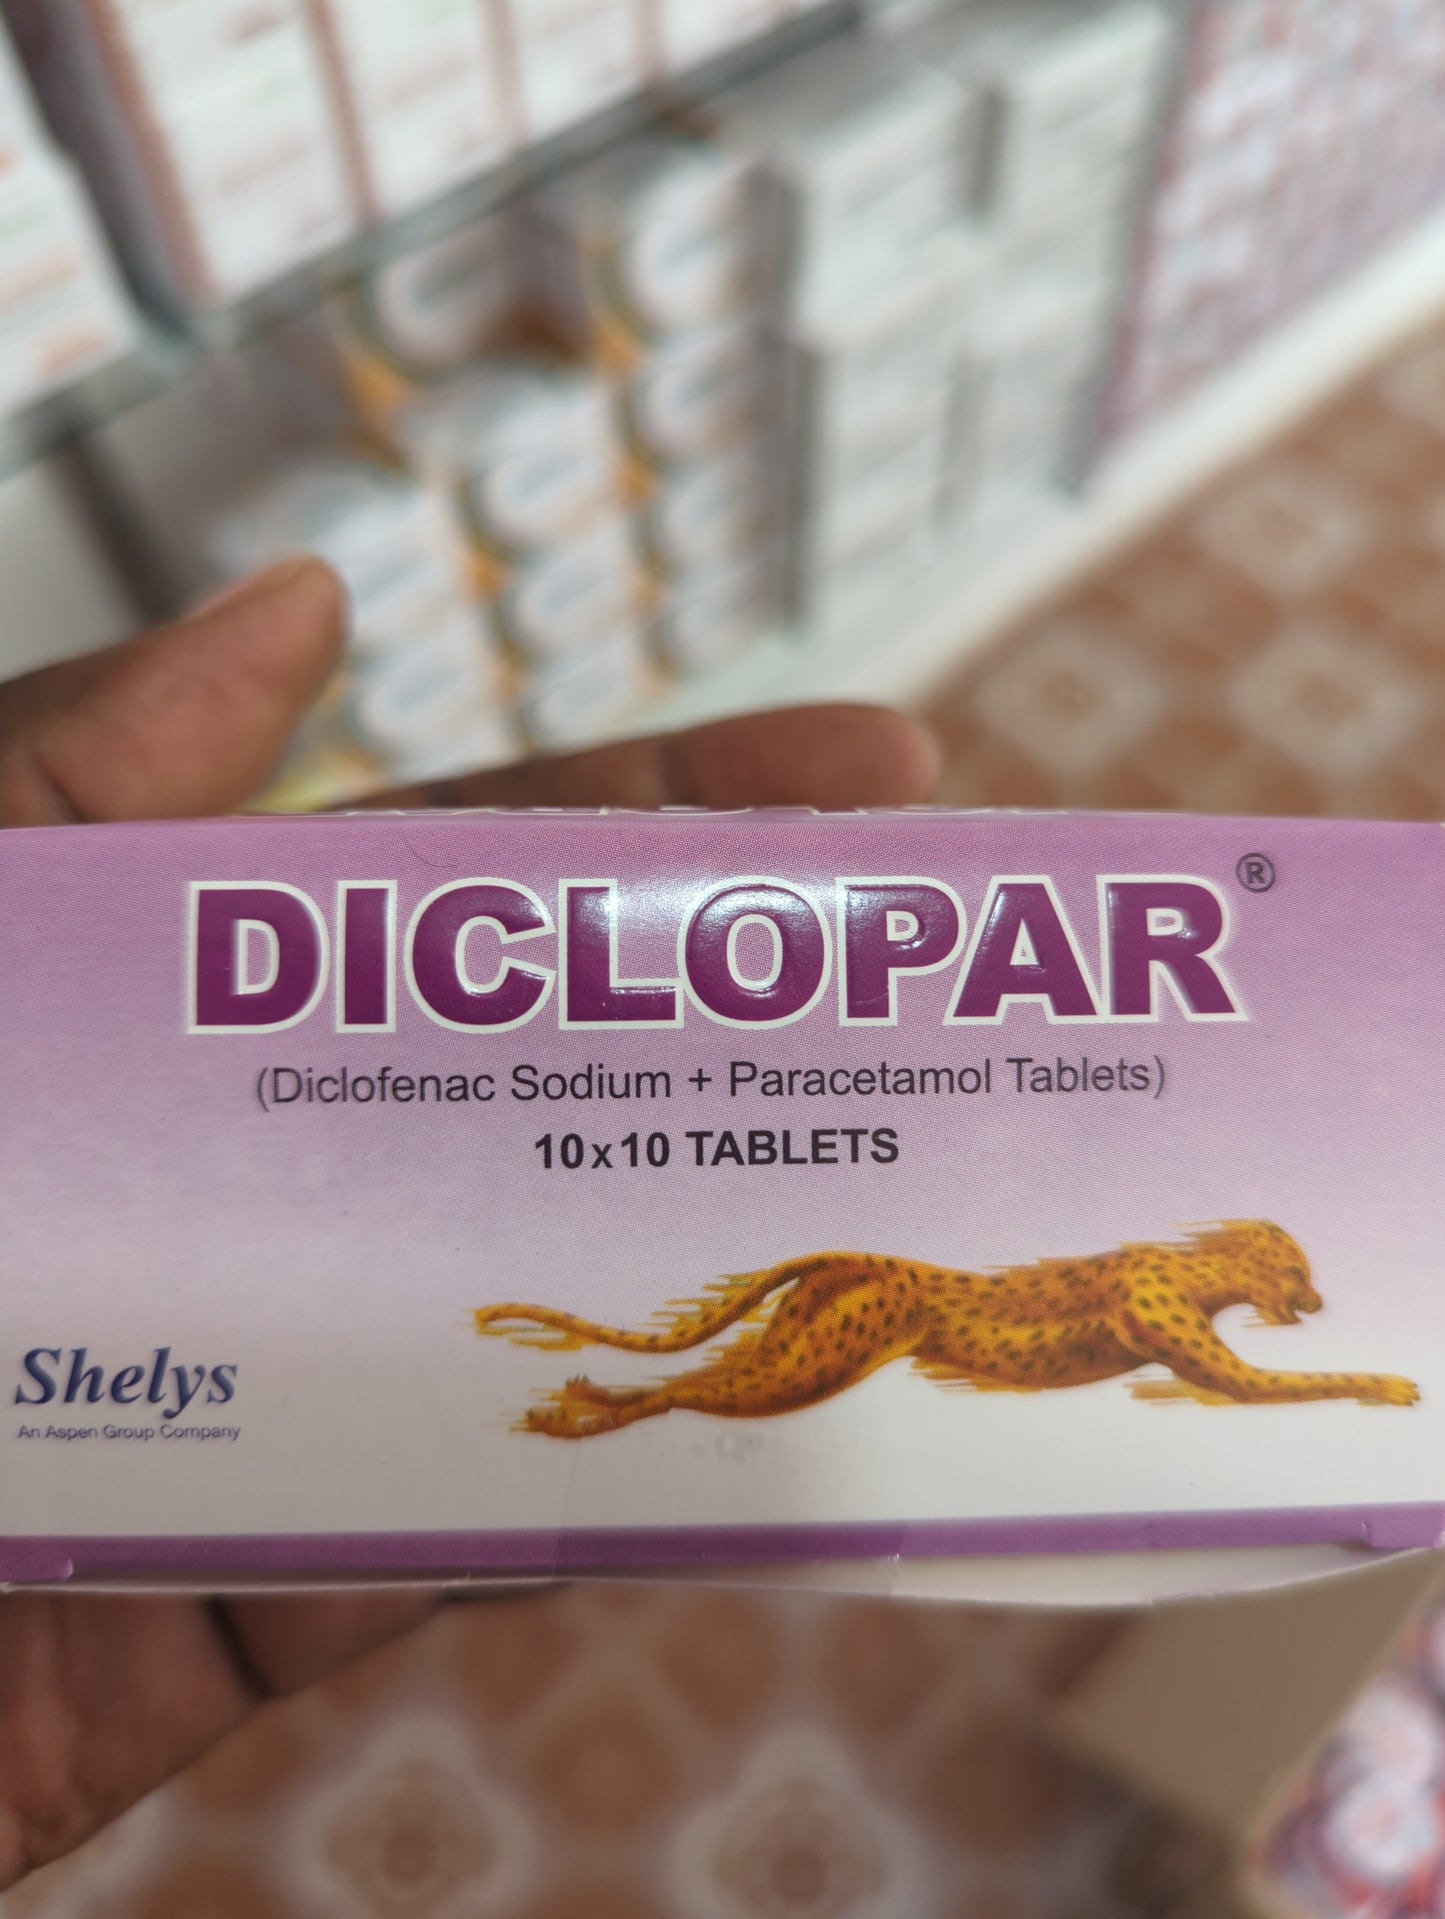 DICLOPAR®
(Diclofenac Sodium + Paracetamol Tablets)
10x10 TABLETS
Shelys
An Aspen Group Company